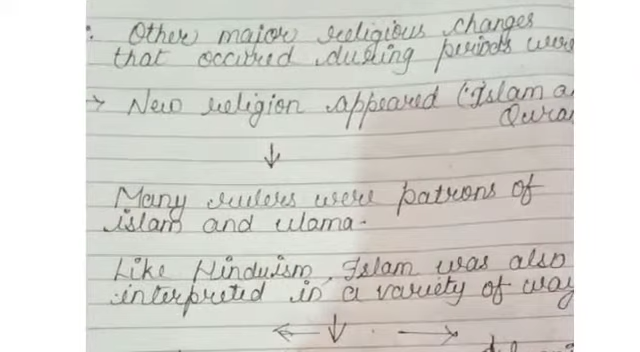 Other major religious changes
that occured during periods were
→ New religion appeared (Islam a
Quran
↓
Many rulers were patrons of
islam and ulama.
Like Hinduism, Islam was also
interpreted in a variety of way
← ↓ →